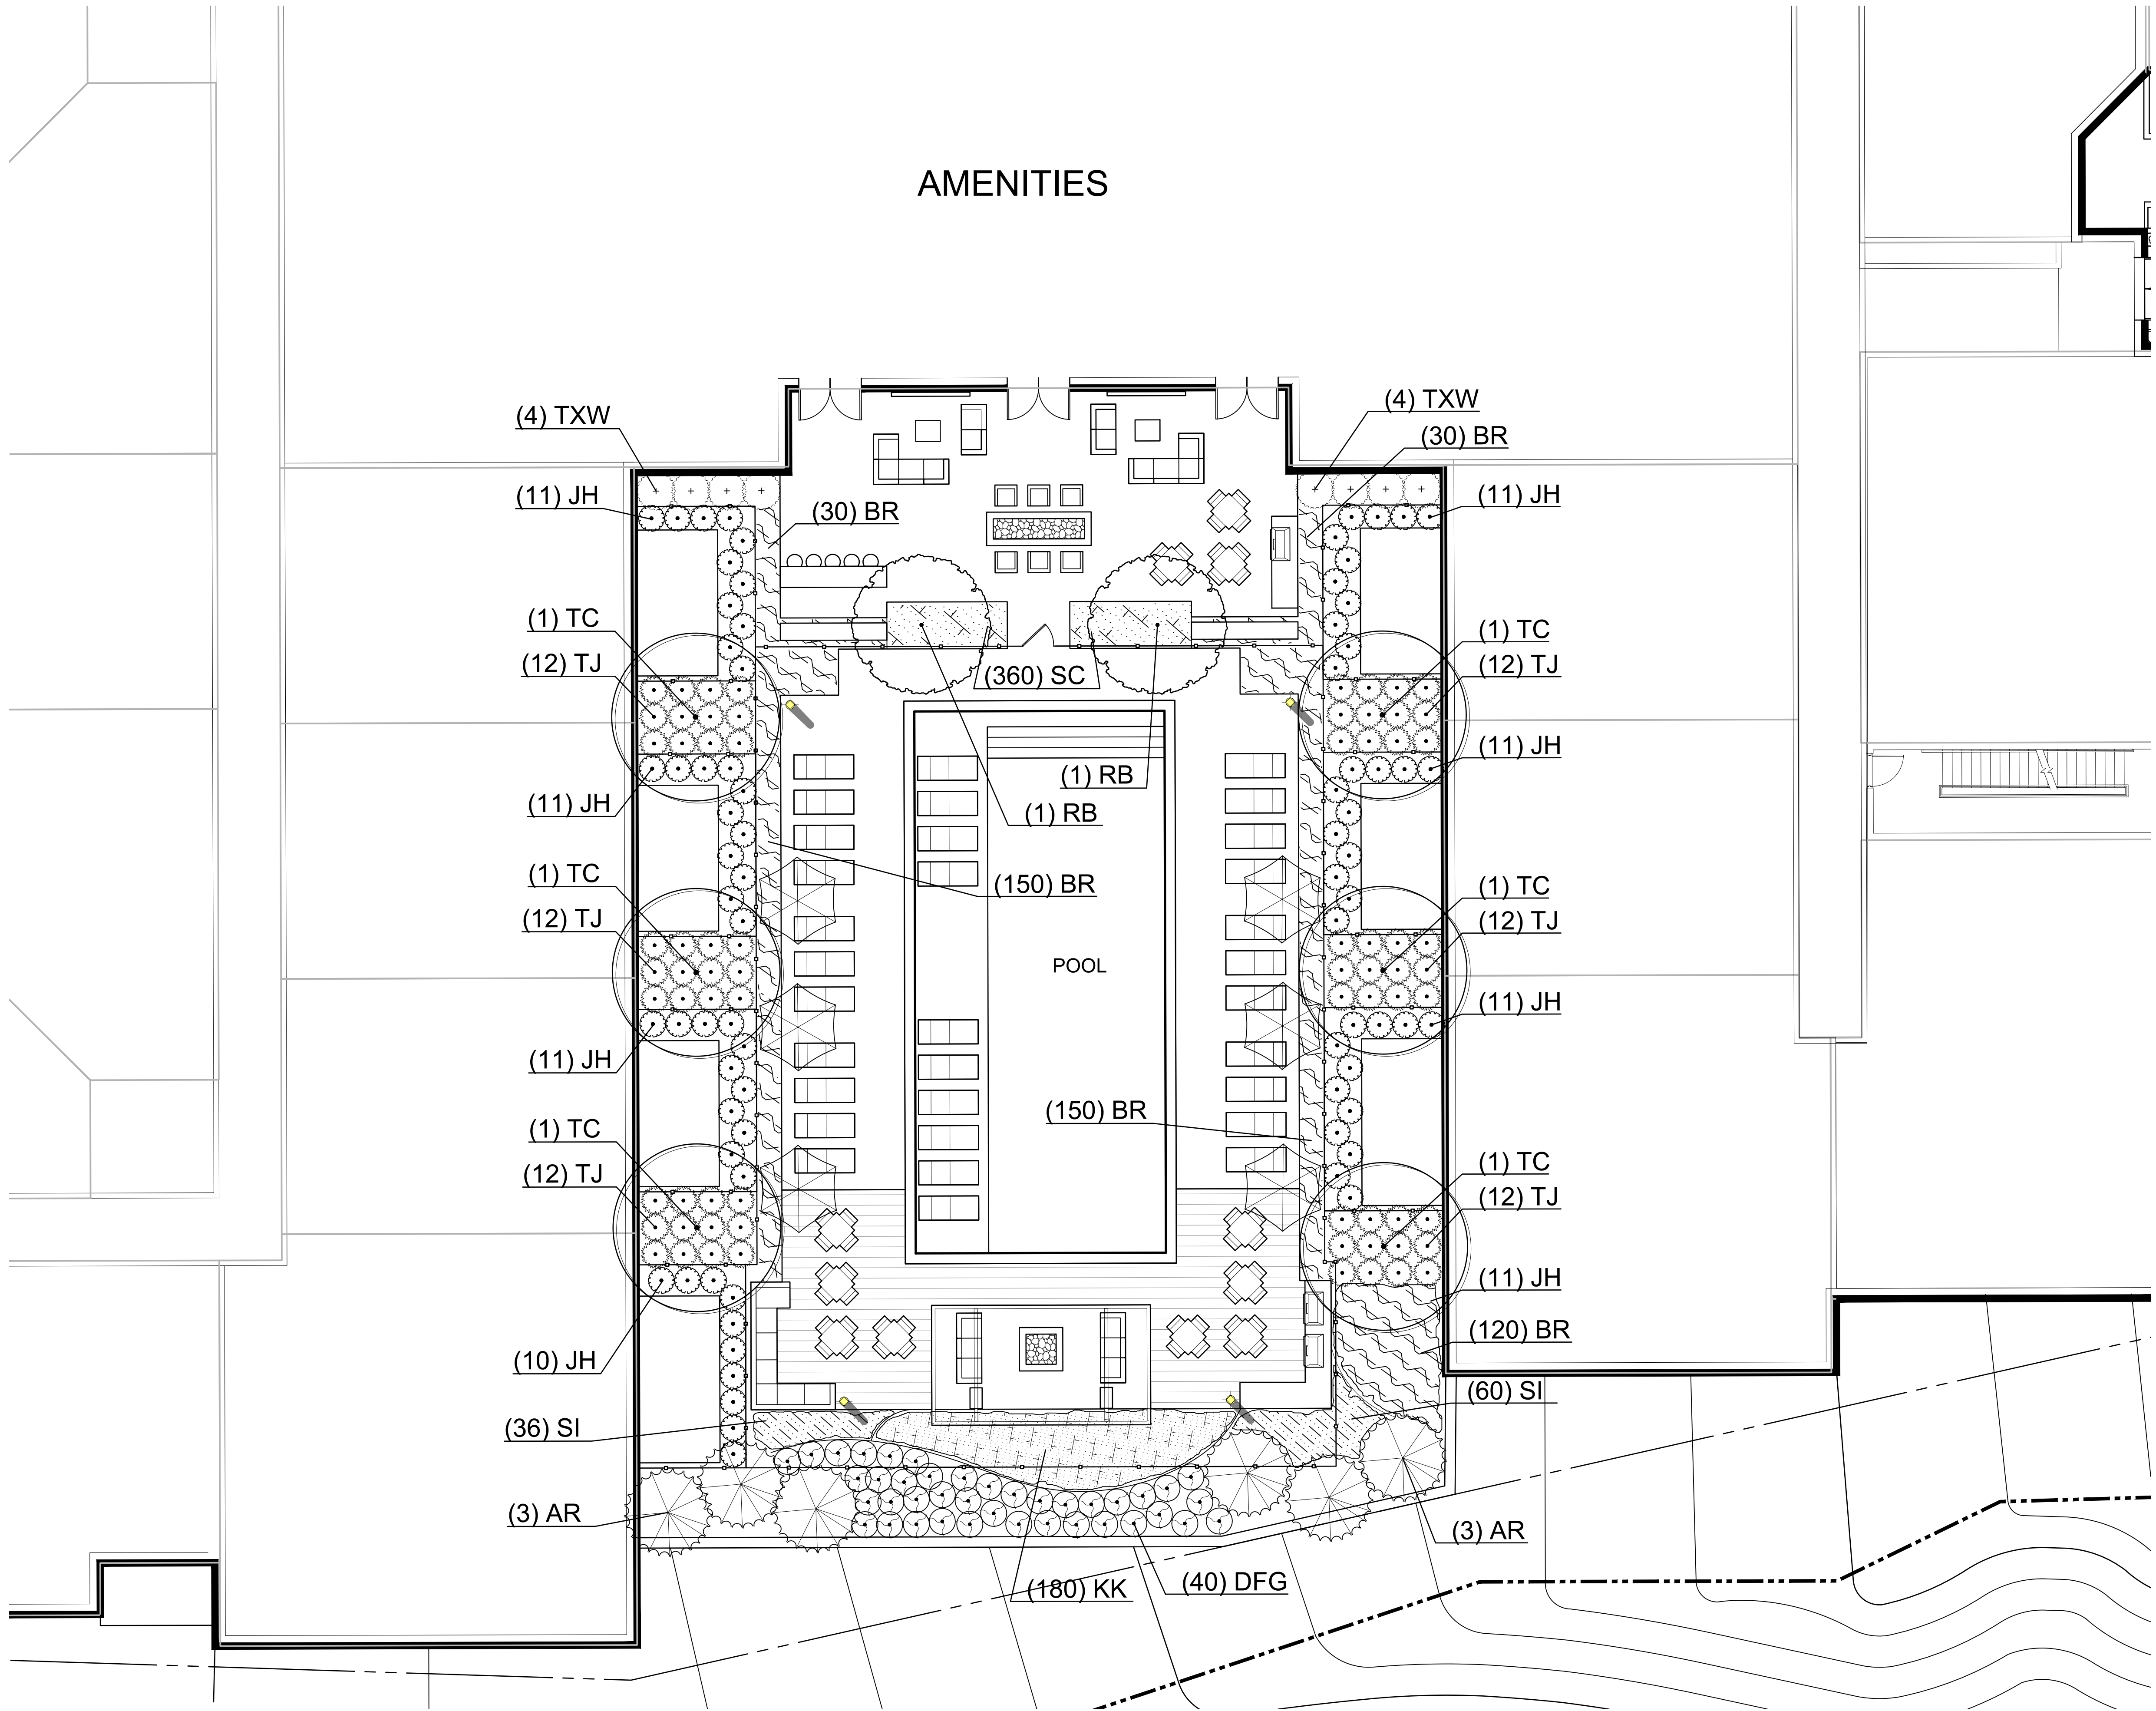 AMENITIES
(4) TXW
(4) TXW
(30) BR
(11) JH
(11) JH
(30) BR
(1) TC
(1) TC
(12) TJ
(12) TJ
(360) SC
(11) JH
(1) RB
(11) JH
(1) RB
(1) TC
(150) BR
(1) TC
(12) TJ
(12) TJ
POOL
(11) JH
(11) JH
(150) BR
(1) TC
(1) TC
(12) TJ
(12) TJ
(11) JH
(120) BR
(10) JH
(60) SI
(36) SI
(3) AR
(3) AR
(180) KK
(40) DFG